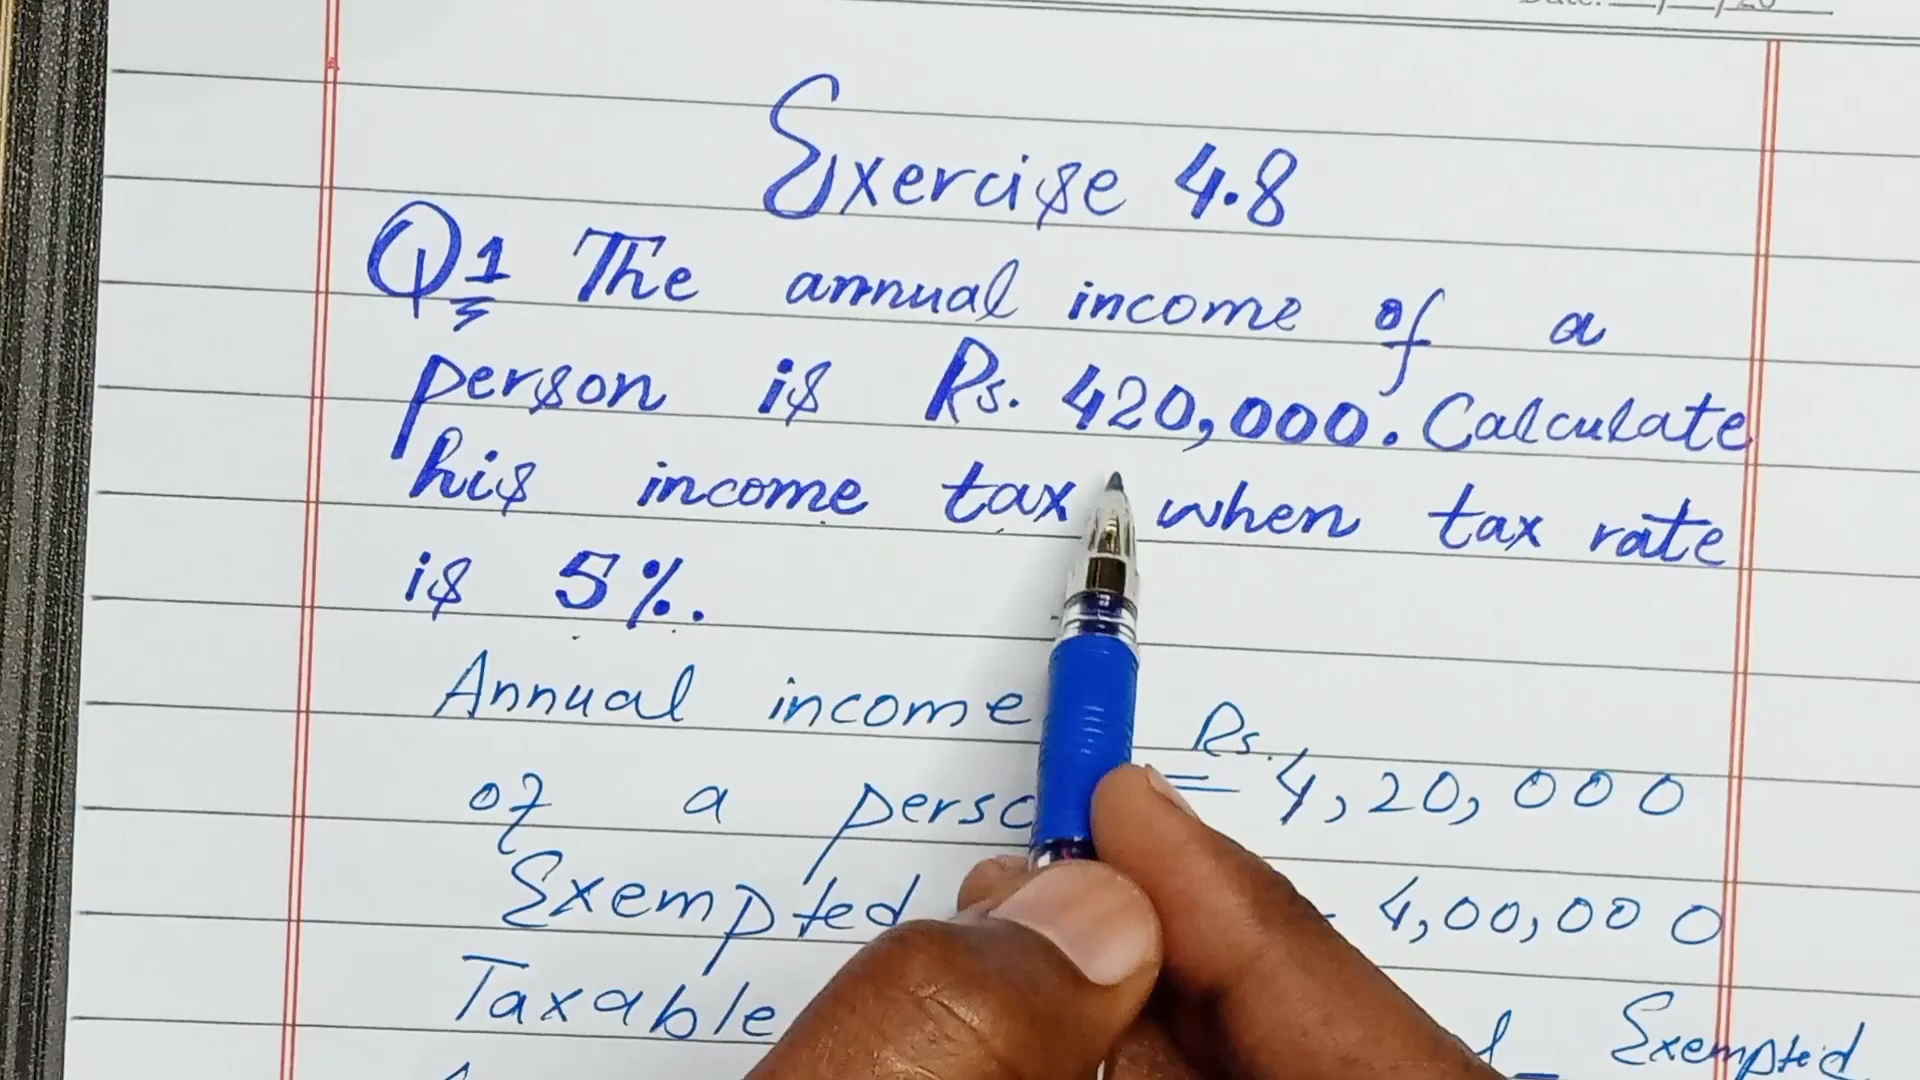 Exercise 4.8
Q1 The annual income of a
person is Rs. 420,000. Calculate
his income tax when tax rate
is 5%.
Annual income Rs.
of a = 4,20,000
Exempted 4,00,000
Taxable Exempted